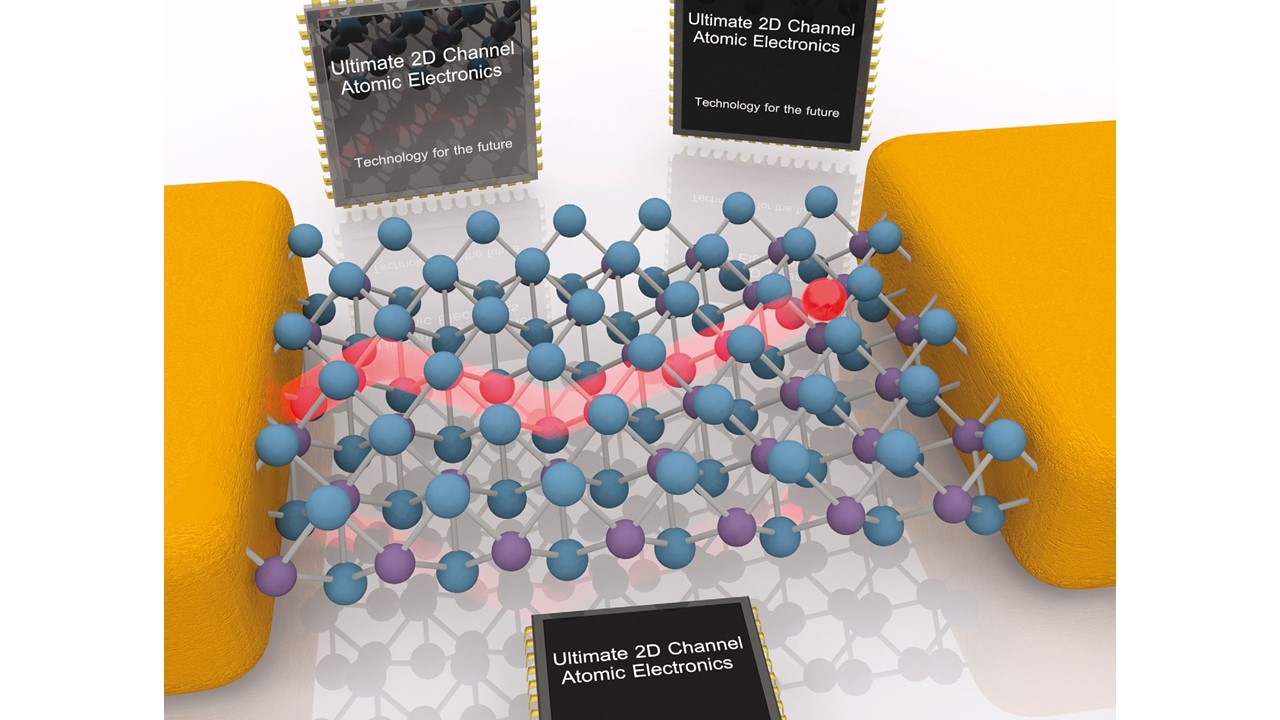 Ultimate 2D Channel
Atomic Electronics
Technology for the future
Ultimate 2D Channel
Atomic Electronics
Technology for the future
Ultimate 2D Channel
Atomic Electronics